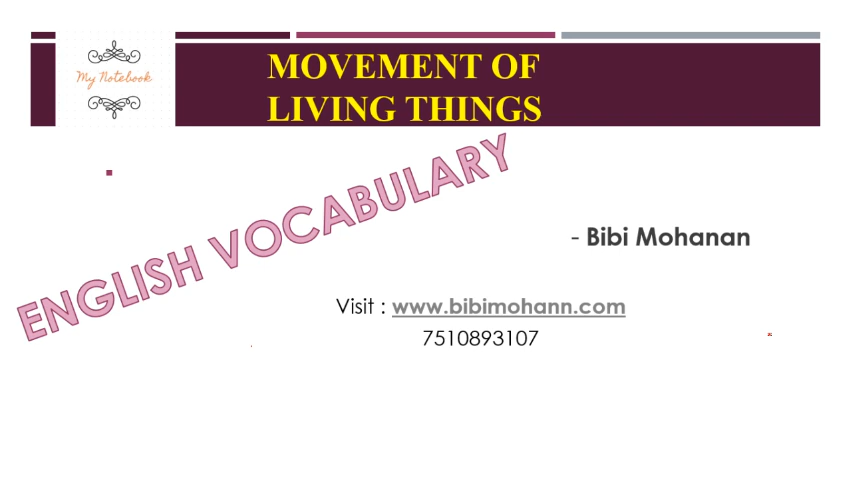 My Notebook
MOVEMENT OF
LIVING THINGS
ENGLISH VOCABULARY
- Bibi Mohanan
Visit : www.bibimohann.com
7510893107